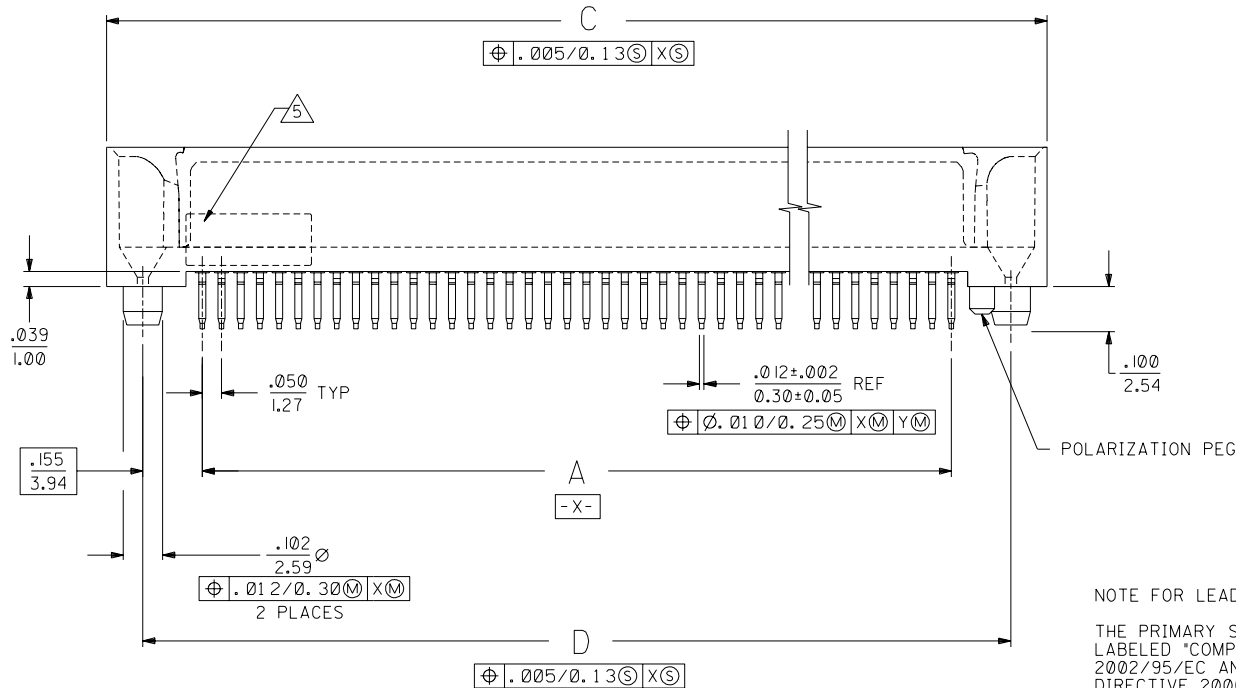 C
⌖ .005/0.13Ⓢ XⓈ
5
.039
1.00
.050 TYP
1.27
.012±.002 REF
0.30±0.05
⌖ Ø.010/0.25Ⓜ XⓂ YⓂ
.100
2.54
POLARIZATION PEG
.155
3.94
A
-X-
.102 Ø
2.59
⌖ .012/0.30Ⓜ XⓂ
2 PLACES
D
⌖ .005/0.13Ⓢ XⓈ
NOTE FOR LEAD
THE PRIMARY S
LABELED "COMP
2002/95/EC AN
DIRECTIVE 200